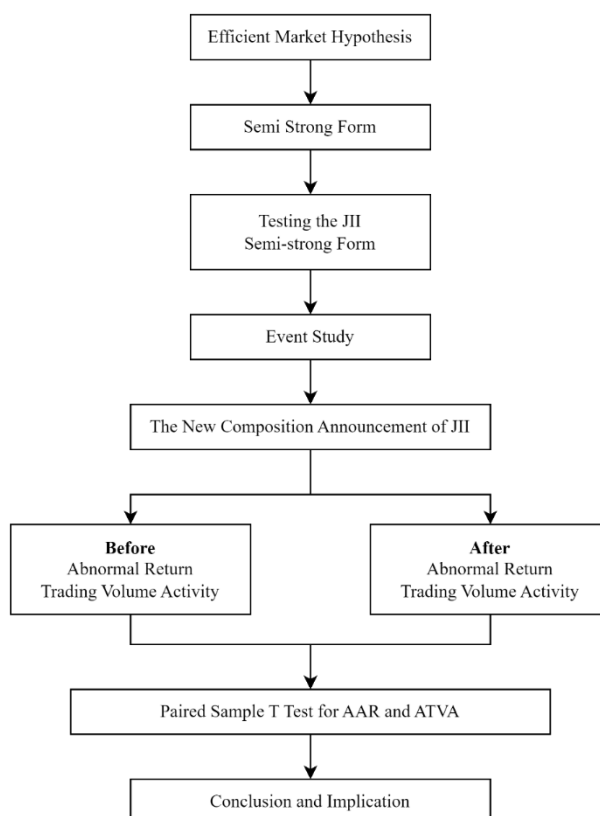 Efficient Market Hypothesis
Semi Strong Form
Testing the JII
Semi-strong Form
Event Study
The New Composition Announcement of JII
Before
Abnormal Return
Trading Volume Activity
After
Abnormal Return
Trading Volume Activity
Paired Sample T Test for AAR and ATVA
Conclusion and Implication